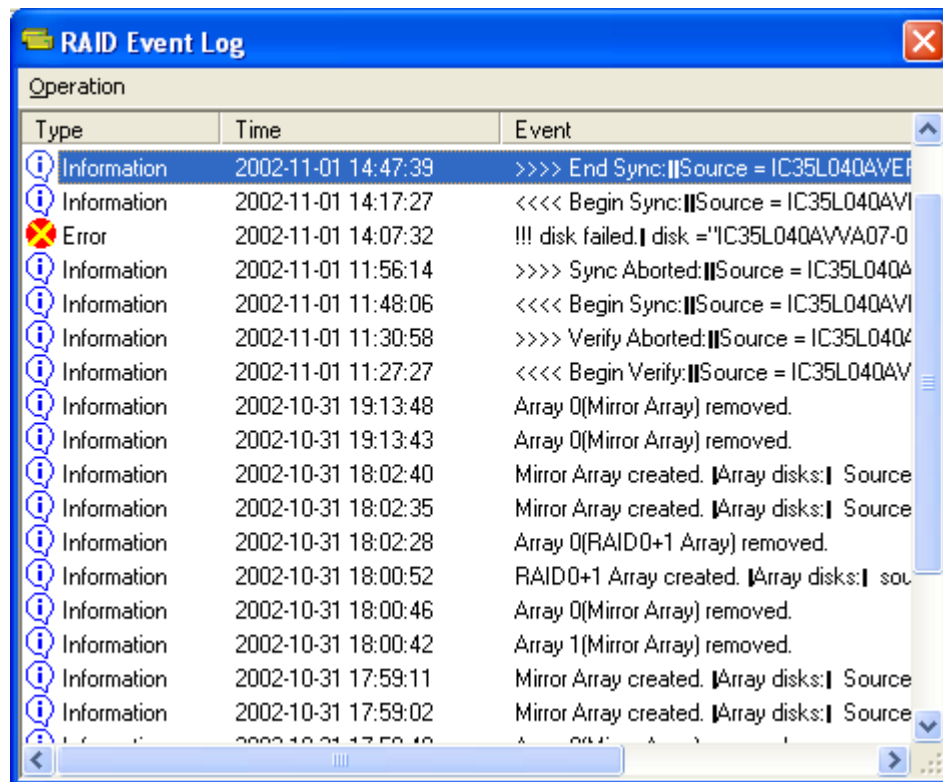 RAID Event Log
Operation
Type Time Event
Information 2002-11-01 14:47:39 >>>> End Sync:||Source = IC35L040AVER
Information 2002-11-01 14:17:27 <<<< Begin Sync:||Source = IC35L040AVI
Error 2002-11-01 14:07:32 !!! disk failed.| disk ="IC35L040AVVA07-0
Information 2002-11-01 11:56:14 >>>> Sync Aborted:||Source = IC35L040A
Information 2002-11-01 11:48:06 <<<< Begin Sync:||Source = IC35L040AVI
Information 2002-11-01 11:30:58 >>>> Verify Aborted:||Source = IC35L040A
Information 2002-11-01 11:27:27 <<<< Begin Verify:||Source = IC35L040AV
Information 2002-10-31 19:13:48 Array 0(Mirror Array) removed.
Information 2002-10-31 19:13:43 Array 0(Mirror Array) removed.
Information 2002-10-31 18:02:40 Mirror Array created. |Array disks:| Source
Information 2002-10-31 18:02:35 Mirror Array created. |Array disks:| Source
Information 2002-10-31 18:02:28 Array 0(RAID0+1 Array) removed.
Information 2002-10-31 18:00:52 RAID0+1 Array created. |Array disks:| sou
Information 2002-10-31 18:00:46 Array 0(Mirror Array) removed.
Information 2002-10-31 18:00:42 Array 1(Mirror Array) removed.
Information 2002-10-31 17:59:11 Mirror Array created. |Array disks:| Source
Information 2002-10-31 17:59:02 Mirror Array created. |Array disks:| Source